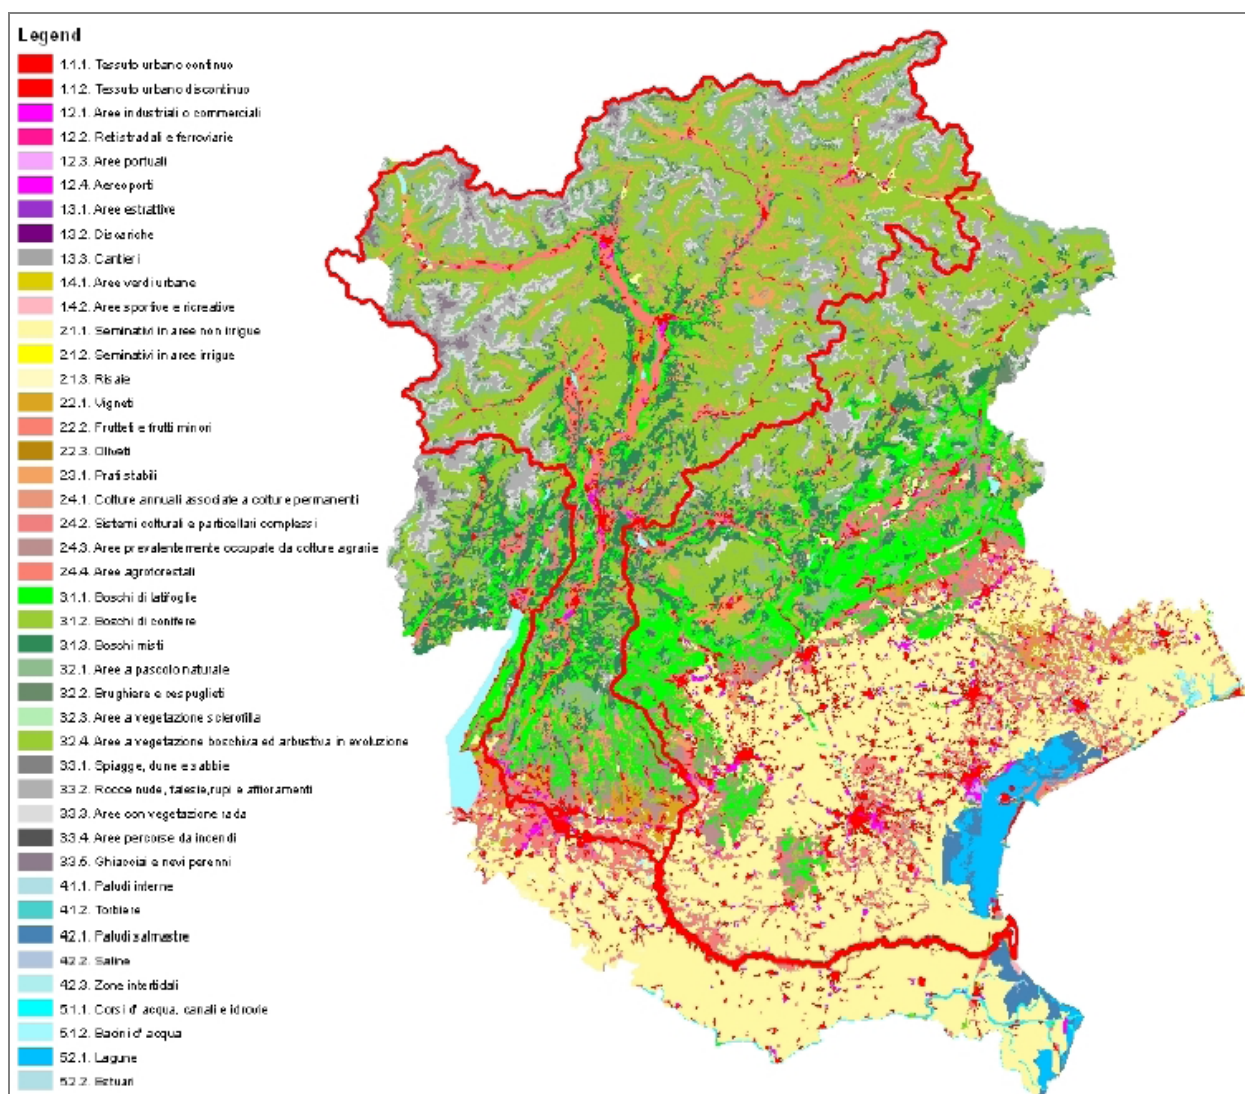 Legend
1.1.1. Tessuto urbano continuo
1.1.2. Tessuto urbano discontinuo
1.2.1. Aree industriali o commerciali
1.2.2. Reti stradali e ferroviarie
1.2.3. Aree portuali
1.2.4. Aereoporti
1.3.1. Aree estrattive
1.3.2. Discariche
1.3.3. Cantieri
1.4.1. Aree verdi urbane
1.4.2. Aree sportive e ricreative
2.1.1. Seminativi in aree non irrigue
2.1.2. Seminativi in aree irrigue
2.1.3. Risaie
2.2.1. Vigneti
2.2.2. Frutteti e frutti minori
2.2.3. Oliveti
2.3.1. Prati stabili
2.4.1. Colture annuali associate a colture permanenti
2.4.2. Sistemi colturali e particellari complessi
2.4.3. Aree prevalentemente occupate da colture agrarie
2.4.4. Aree agroforestali
3.1.1. Boschi di latifoglie
3.1.2. Boschi di conifere
3.1.3. Boschi misti
3.2.1. Aree a pascolo naturale
3.2.2. Brughiere e cespuglieti
3.2.3. Aree a vegetazione sclerofilla
3.2.4. Aree a vegetazione boschiva ed arbustiva in evoluzione
3.3.1. Spiagge, dune e sabbie
3.3.2. Rocce nude, falesie, rupi e affioramenti
3.3.3. Aree con vegetazione rada
3.3.4. Aree percorse da incendi
3.3.5. Ghiacciai e nevi perenni
4.1.1. Paludi interne
4.1.2. Torbiere
4.2.1. Paludi salmastre
4.2.2. Saline
4.2.3. Zone intertidali
5.1.1. Corsi d' acqua, canali e idrovie
5.1.2. Bacini d' acqua
5.2.1. Lagune
5.2.2. Estuari